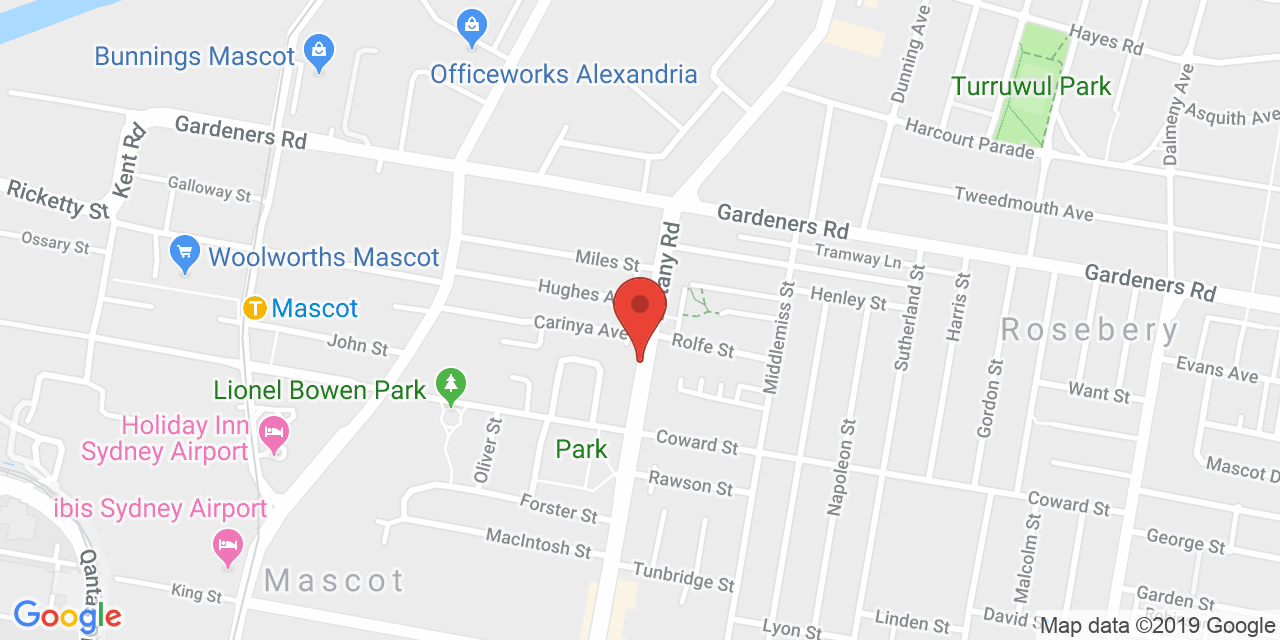 Hayes Rd
Dunning Ave
Bunnings Mascot
Officeworks Alexandria
Turruwul Park
Asquith Ave
Dalmeny Ave
Gardeners Rd
Harcourt Parade
Kent Rd
Galloway St
Ricketty St
Tweedmouth Ave
Gardeners Rd
Ossary St
Woolworths Mascot
Miles St
Tramway Ln
Gardeners Rd
Hughes
Henley St
T
Mascot
Carinya Ave
Rolfe St
Middlemiss St
Sutherland St
Harris St
Rosebery
John St
Evans Ave
Lionel Bowen Park
Want St
Gordon St
Holiday Inn
Sydney Airport
Oliver St
Park
Coward St
Napoleon St
Mascot D
Rawson St
ibis Sydney Airport
Forster St
Coward St
MacIntosh St
Malcolm St
George St
Mascot
Tunbridge St
King St
Garden St
Google
Lyon St
Linden St
David St
Map data ©2019 Google